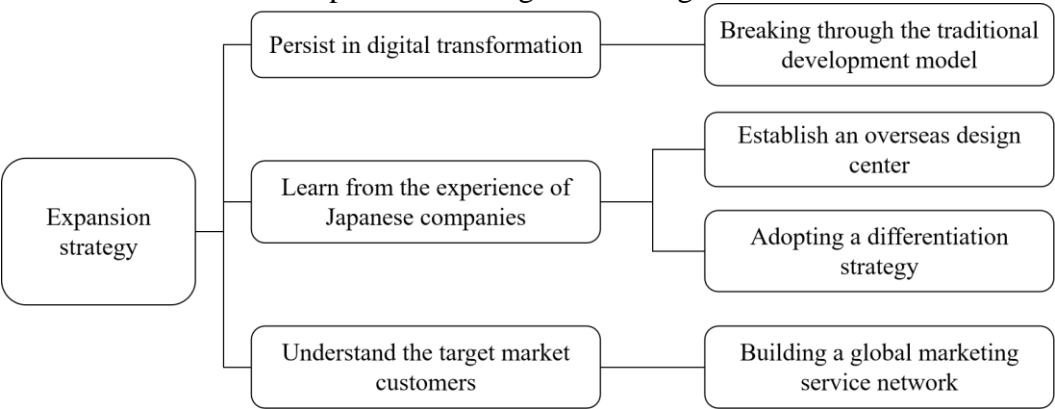 Persist in digital transformation
Breaking through the traditional
development model
Establish an overseas design
center
Learn from the experience of
Japanese companies
Expansion
strategy
Adopting a differentiation
strategy
Understand the target market
customers
Building a global marketing
service network